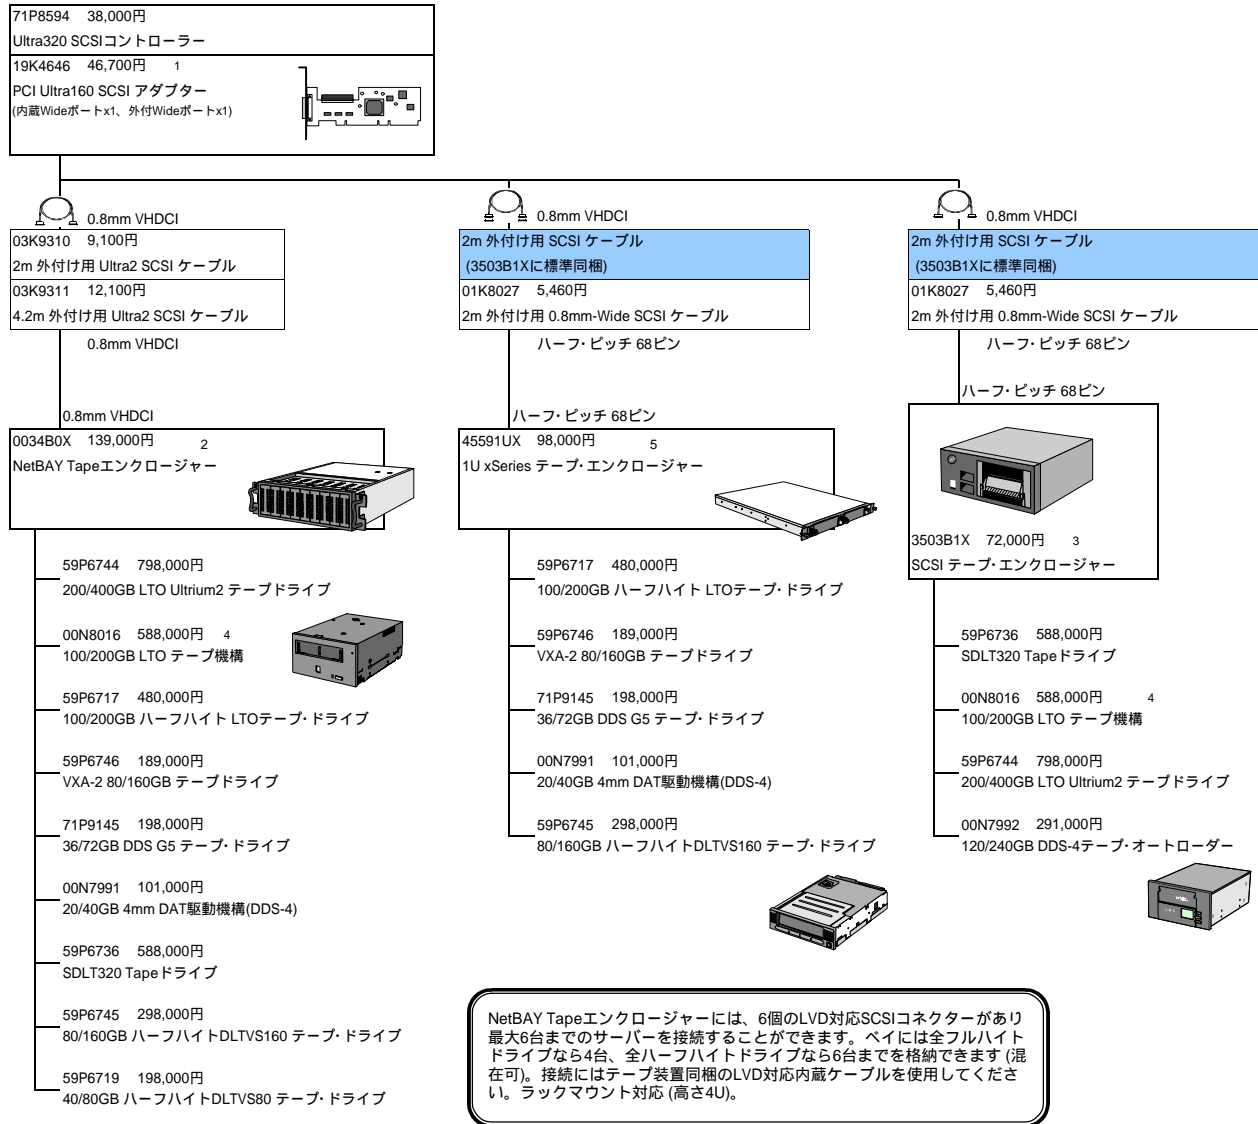 71P8594 38,000円
Ultra320 SCSIコントローラー
19K4646 46,700円 1
PCI Ultra160 SCSI アダプター
(内蔵Wideポートx1、外付Wideポートx1)
0.8mm VHDCI
03K9310 9,100円
2m 外付け用 Ultra2 SCSI ケーブル
03K9311 12,100円
4.2m 外付け用 Ultra2 SCSI ケーブル
0.8mm VHDCI
0.8mm VHDCI
0034B0X 139,000円 2
NetBAY Tapeエンクロージャー
59P6744 798,000円
200/400GB LTO Ultrium2 テープドライブ
00N8016 588,000円 4
100/200GB LTO テープ機構
59P6717 480,000円
100/200GB ハーフハイト LTOテープ・ドライブ
59P6746 189,000円
VXA-2 80/160GB テープドライブ
71P9145 198,000円
36/72GB DDS G5 テープ・ドライブ
00N7991 101,000円
20/40GB 4mm DAT駆動機構(DDS-4)
59P6736 588,000円
SDLT320 Tapeドライブ
59P6745 298,000円
80/160GB ハーフハイトDLTVS160 テープ・ドライブ
59P6719 198,000円
40/80GB ハーフハイトDLTVS80 テープ・ドライブ
0.8mm VHDCI
2m 外付け用 SCSI ケーブル
(3503B1Xに標準同梱)
01K8027 5,460円
2m 外付け用 0.8mm-Wide SCSI ケーブル
ハーフ・ピッチ 68ピン
ハーフ・ピッチ 68ピン
45591UX 98,000円 5
1U xSeries テープ・エンクロージャー
59P6717 480,000円
100/200GB ハーフハイト LTOテープ・ドライブ
59P6746 189,000円
VXA-2 80/160GB テープドライブ
71P9145 198,000円
36/72GB DDS G5 テープ・ドライブ
00N7991 101,000円
20/40GB 4mm DAT駆動機構(DDS-4)
59P6745 298,000円
80/160GB ハーフハイトDLTVS160 テープ・ドライブ
0.8mm VHDCI
2m 外付け用 SCSI ケーブル
(3503B1Xに標準同梱)
01K8027 5,460円
2m 外付け用 0.8mm-Wide SCSI ケーブル
ハーフ・ピッチ 68ピン
ハーフ・ピッチ 68ピン
3503B1X 72,000円 3
SCSI テープ・エンクロージャー
59P6736 588,000円
SDLT320 Tapeドライブ
00N8016 588,000円 4
100/200GB LTO テープ機構
59P6744 798,000円
200/400GB LTO Ultrium2 テープドライブ
00N7992 291,000円
120/240GB DDS-4テープ・オートローダー
NetBAY Tapeエンクロージャーには、6個のLVD対応SCSIコネクターがあり
最大6台までのサーバーを接続することができます。ベイには全フルハイト
ドライブなら4台、全ハーフハイトドライブなら6台までを格納できます (混
在可)。接続にはテープ装置同梱のLVD対応内蔵ケーブルを使用してくださ
い。ラックマウント対応 (高さ4U)。